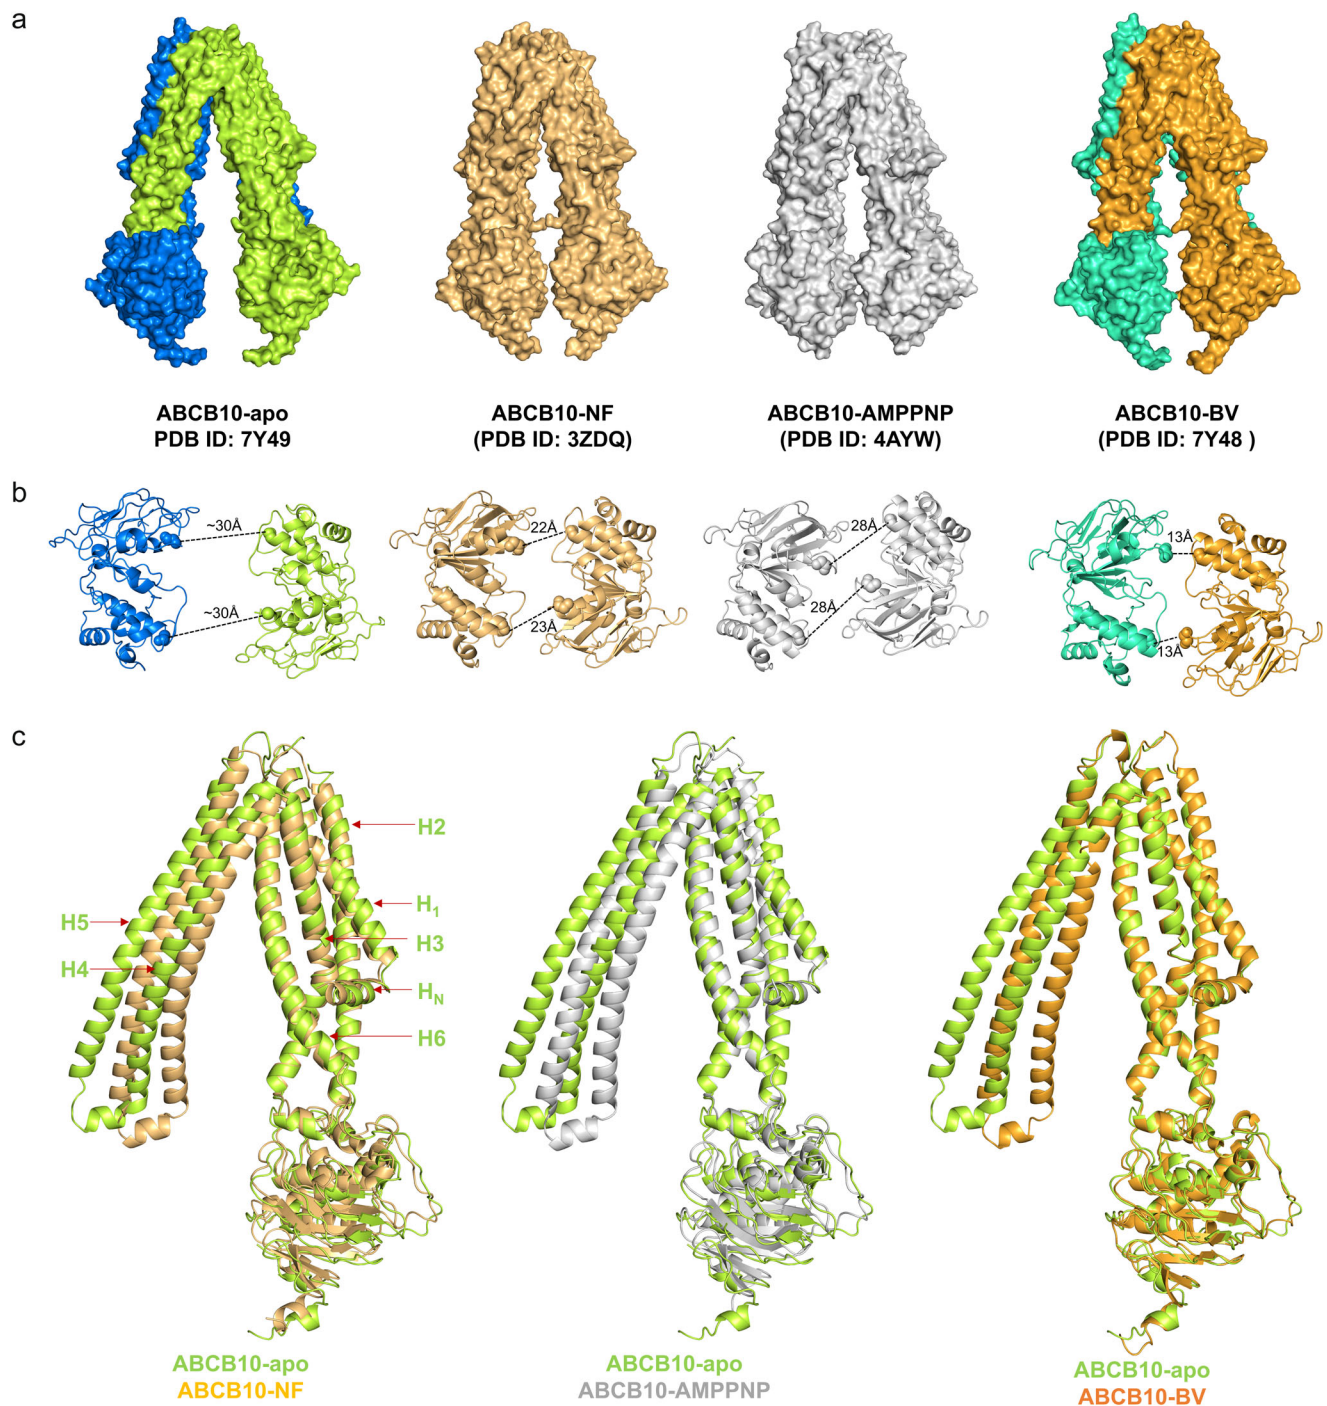 a
ABCB10-apo
PDB ID: 7Y49
ABCB10-NF
(PDB ID: 3ZDQ)
ABCB10-AMPPNP
(PDB ID: 4AYW)
ABCB10-BV
(PDB ID: 7Y48 )
b
~30Å
~30Å
22Å
23Å
28Å
28Å
13Å
13Å
c
H2
H1
H5
H3
H4
HN
H6
ABCB10-apo
ABCB10-NF
ABCB10-apo
ABCB10-AMPPNP
ABCB10-apo
ABCB10-BV